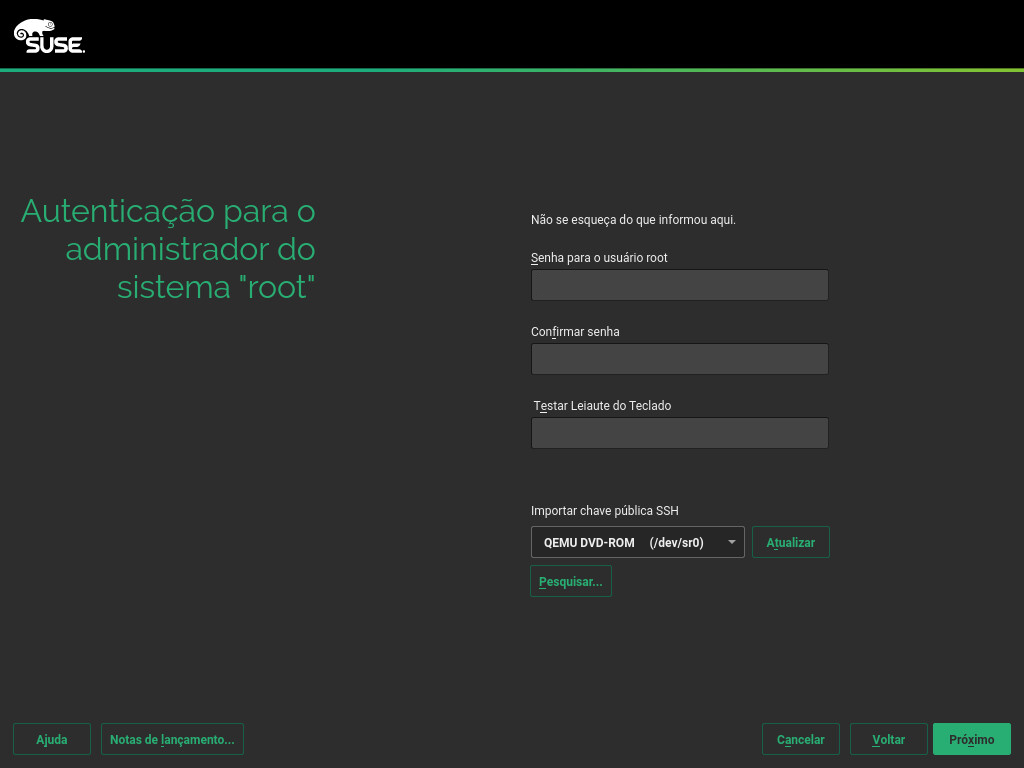 SUSE.
Autenticação para o
administrador do
sistema "root"
Não se esqueça do que informou aqui.
Senha para o usuário root
Confirmar senha
Testar Leiaute do Teclado
Importar chave pública SSH
QEMU DVD-ROM (/dev/sr0)
Atualizar
Pesquisar...
Ajuda
Notas de lançamento...
Cancelar
Voltar
Próximo